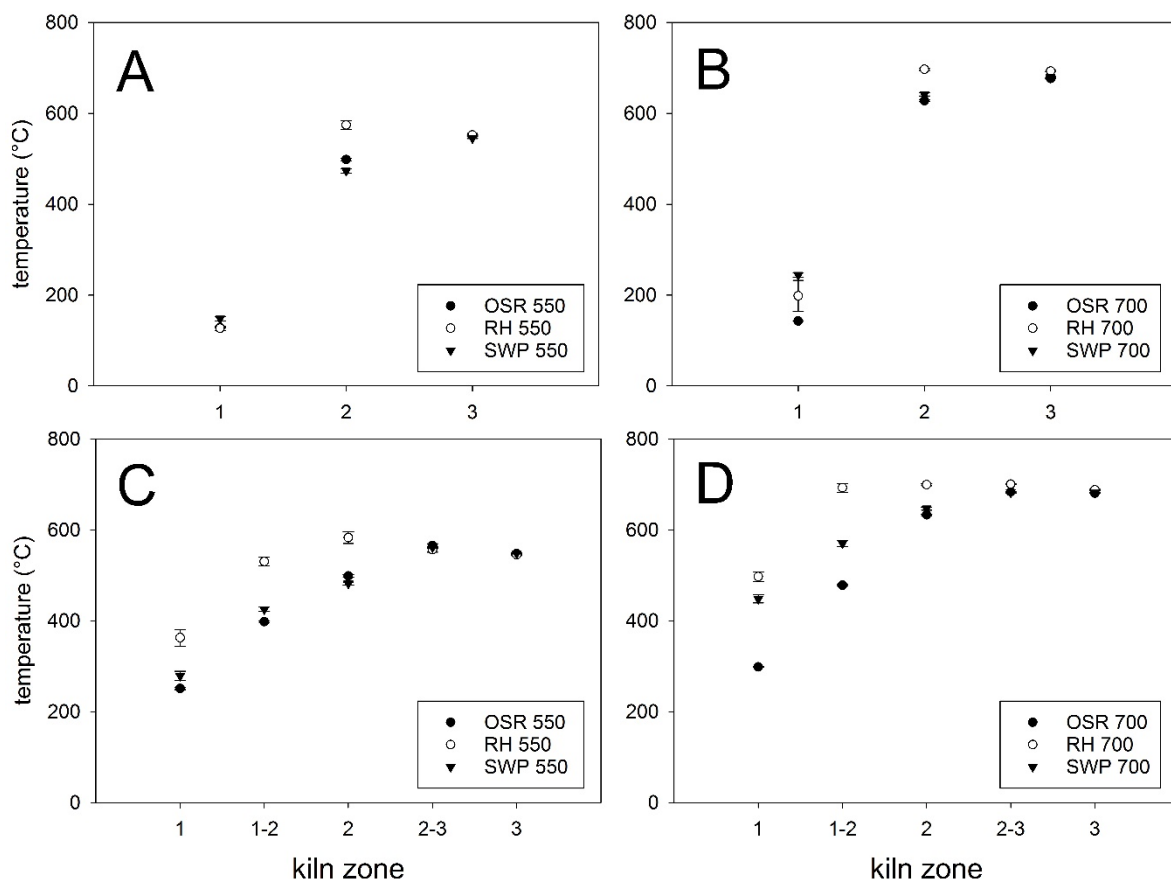 A
temperature (°C)
800
600
400
200
0
1
2
3
OSR 550
RH 550
SWP 550
B
800
600
400
200
0
1
2
3
OSR 700
RH 700
SWP 700
C
temperature (°C)
800
600
400
200
0
1
1-2
2
2-3
3
kiln zone
OSR 550
RH 550
SWP 550
D
800
600
400
200
0
1
1-2
2
2-3
3
kiln zone
OSR 700
RH 700
SWP 700